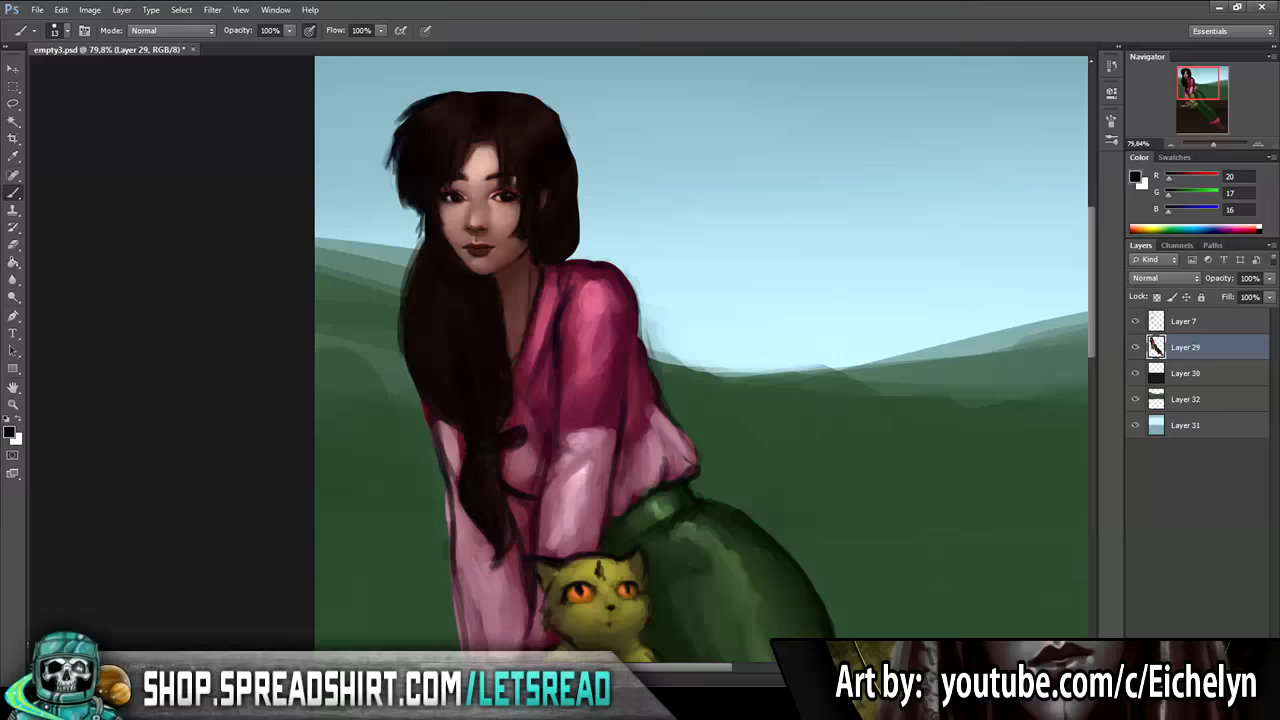 Ps File Edit Image Layer Type Select Filter View Window Help
13 Mode: Normal Opacity: 100% Flow: 100% Essentials
empty3.psd @ 79,8% (Layer 29, RGB/8) * ×
Navigator
79,84%
Color Swatches
R 20
G 17
B 16
Layers Channels Paths
Kind
Normal Opacity: 100%
Lock: Fill: 100%
Layer 7
Layer 29
Layer 30
Layer 32
Layer 31
SHOP.SPREADSHIRT.COM/LETSREAD
Art by: youtube.com/c/Eichelyn